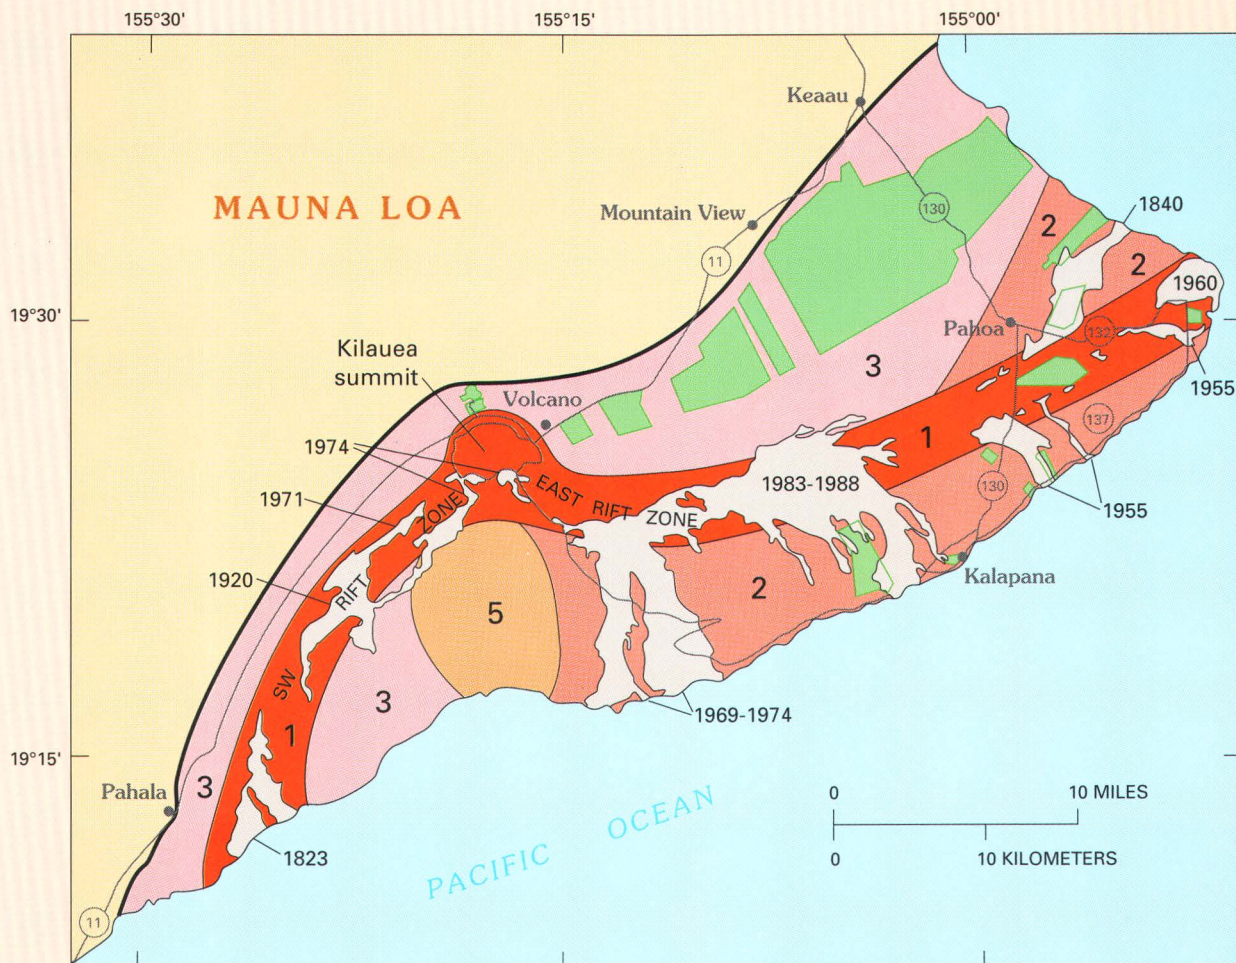 155°30'
155°15'
155°00'
Keaau
MAUNA LOA
Mountain View
130
1840
2
11
2
1960
19°30'
Pahoa
132
Kilauea
summit
3
1955
Volcano
137
1974
1
EAST RIFT ZONE
1983-1988
130
1971
1955
SW RIFT ZONE
1920
Kalapana
2
5
3
1969-1974
1
19°15'
3
Pahala
0 10 MILES
PACIFIC OCEAN
1823
0 10 KILOMETERS
11